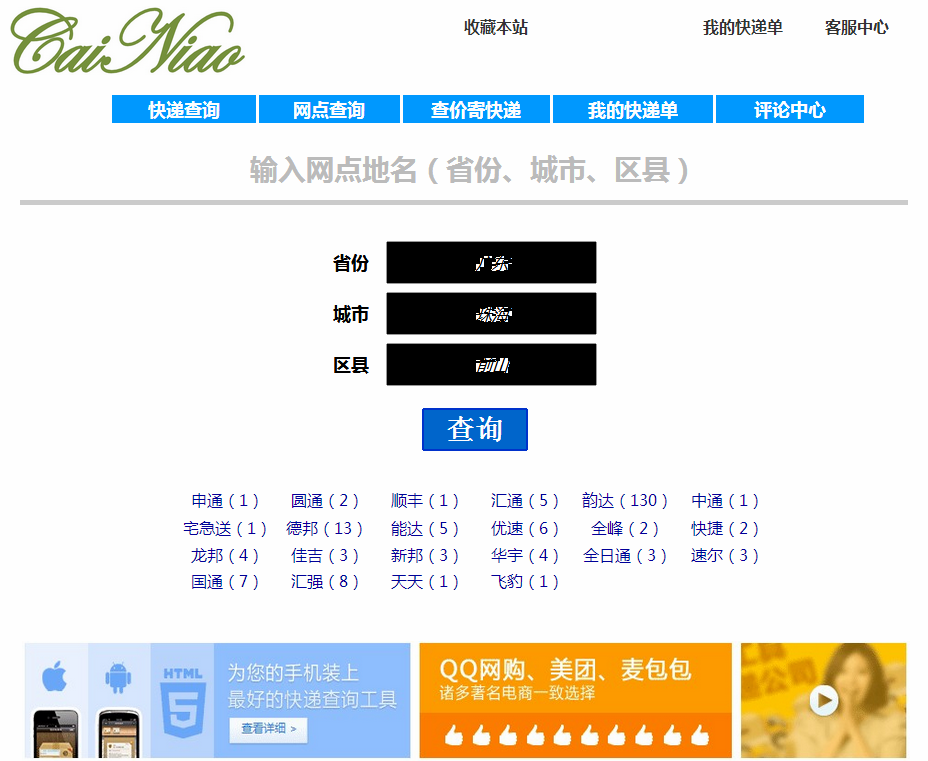 CaiNiao
收藏本站 我的快递单 客服中心
快递查询 网点查询 查价寄快递 我的快递单 评论中心
输入网点地名（省份、城市、区县）
省份 广东
城市 珠海
区县 前山
查询
申通（1） 圆通（2） 顺丰（1） 汇通（5） 韵达（130） 中通（1）
宅急送（1） 德邦（13） 能达（5） 优速（6） 全峰（2） 快捷（2）
龙邦（4） 佳吉（3） 新邦（3） 华宇（4） 全日通（3） 速尔（3）
国通（7） 汇强（8） 天天（1） 飞豹（1）
HTML
5
为您的手机装上
最好的快递查询工具
查看详细 >
QQ网购、美团、麦包包
诸多著名电商一致选择